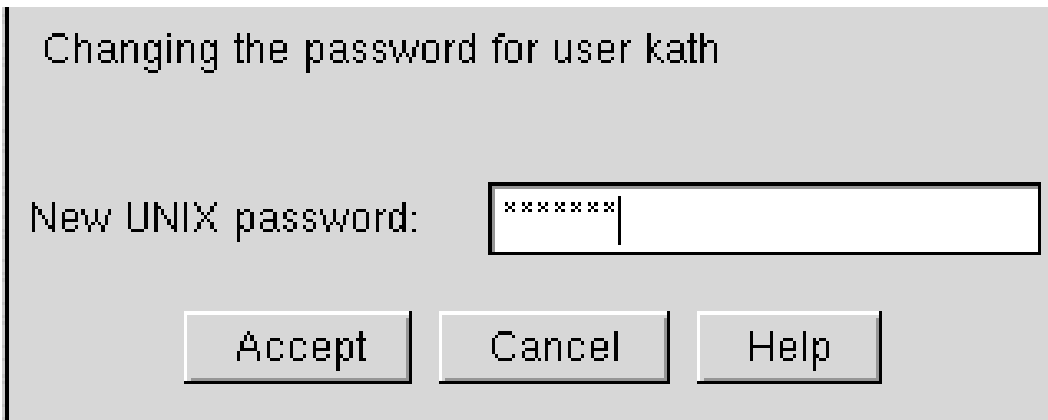 Changing the password for user kath
New UNIX password: *******
Accept Cancel Help